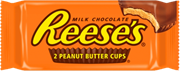 MILK CHOCOLATE
REESE'S
2 PEANUT BUTTER CUPS